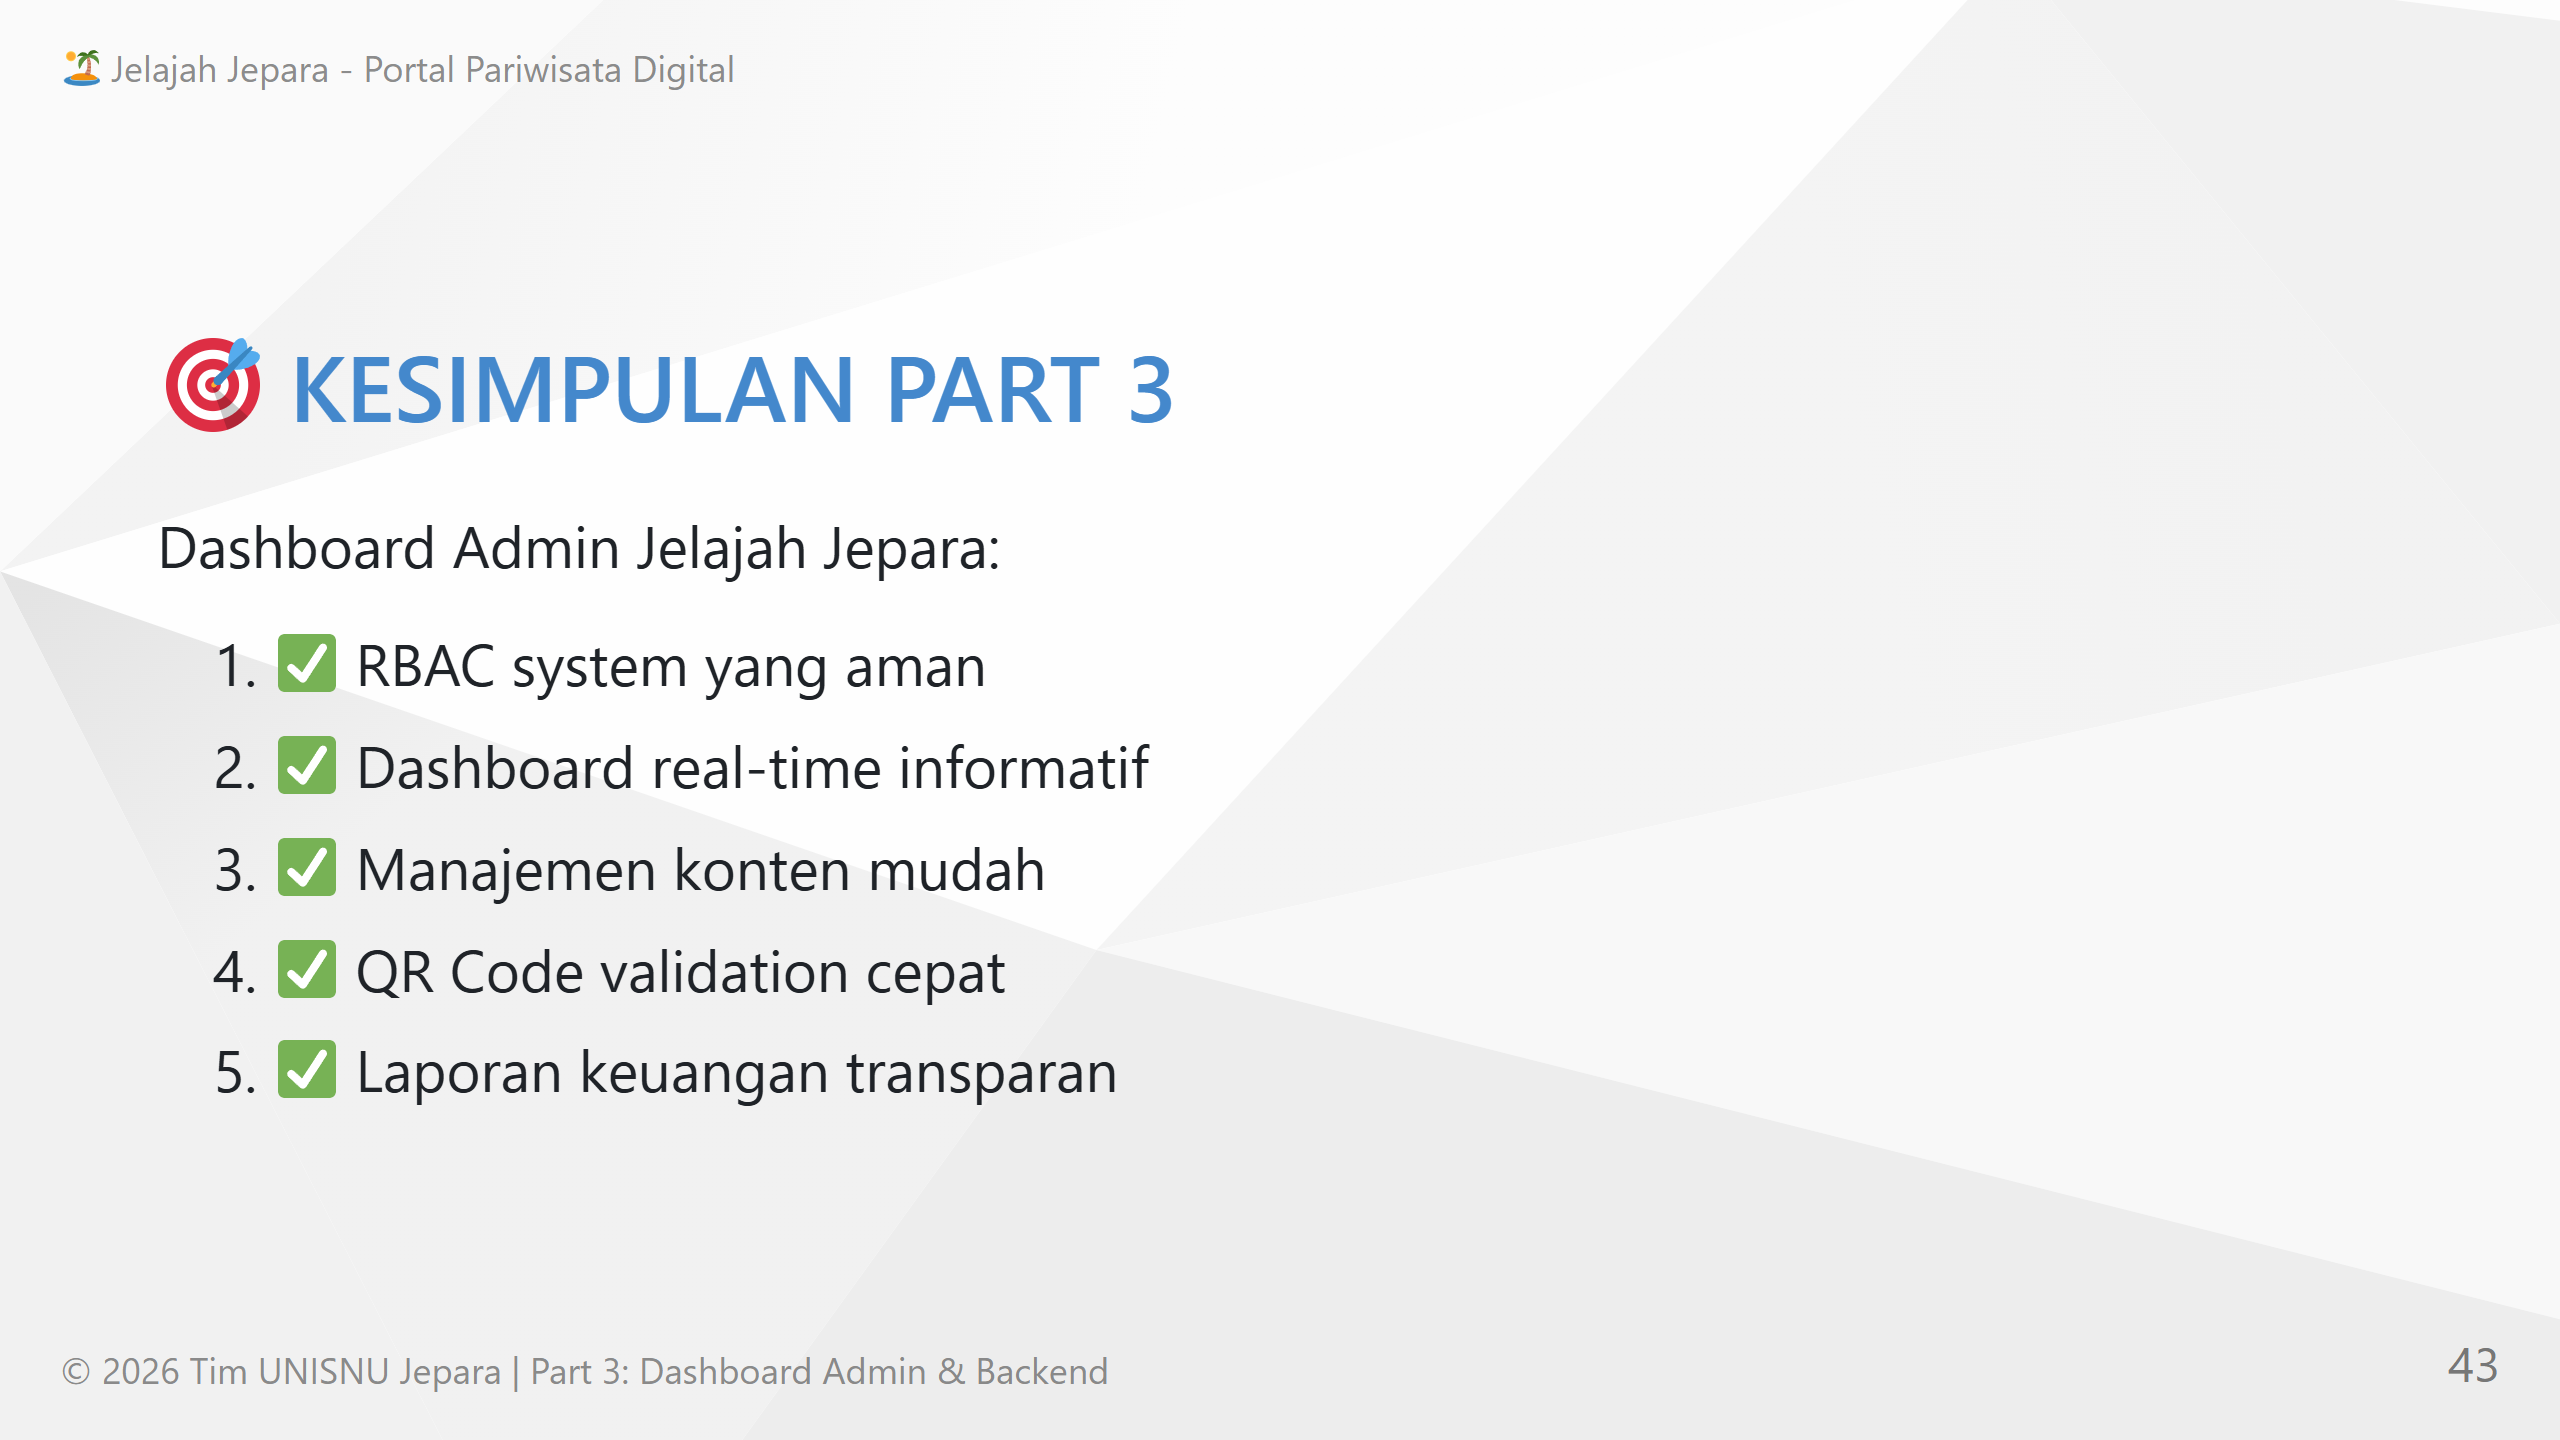 Jelajah Jepara - Portal Pariwisata Digital
KESIMPULAN PART 3
Dashboard Admin Jelajah Jepara:
1. ✅ RBAC system yang aman
2. ✅ Dashboard real-time informatif
3. ✅ Manajemen konten mudah
4. ✅ QR Code validation cepat
5. ✅ Laporan keuangan transparan
© 2026 Tim UNISNU Jepara | Part 3: Dashboard Admin & Backend
43